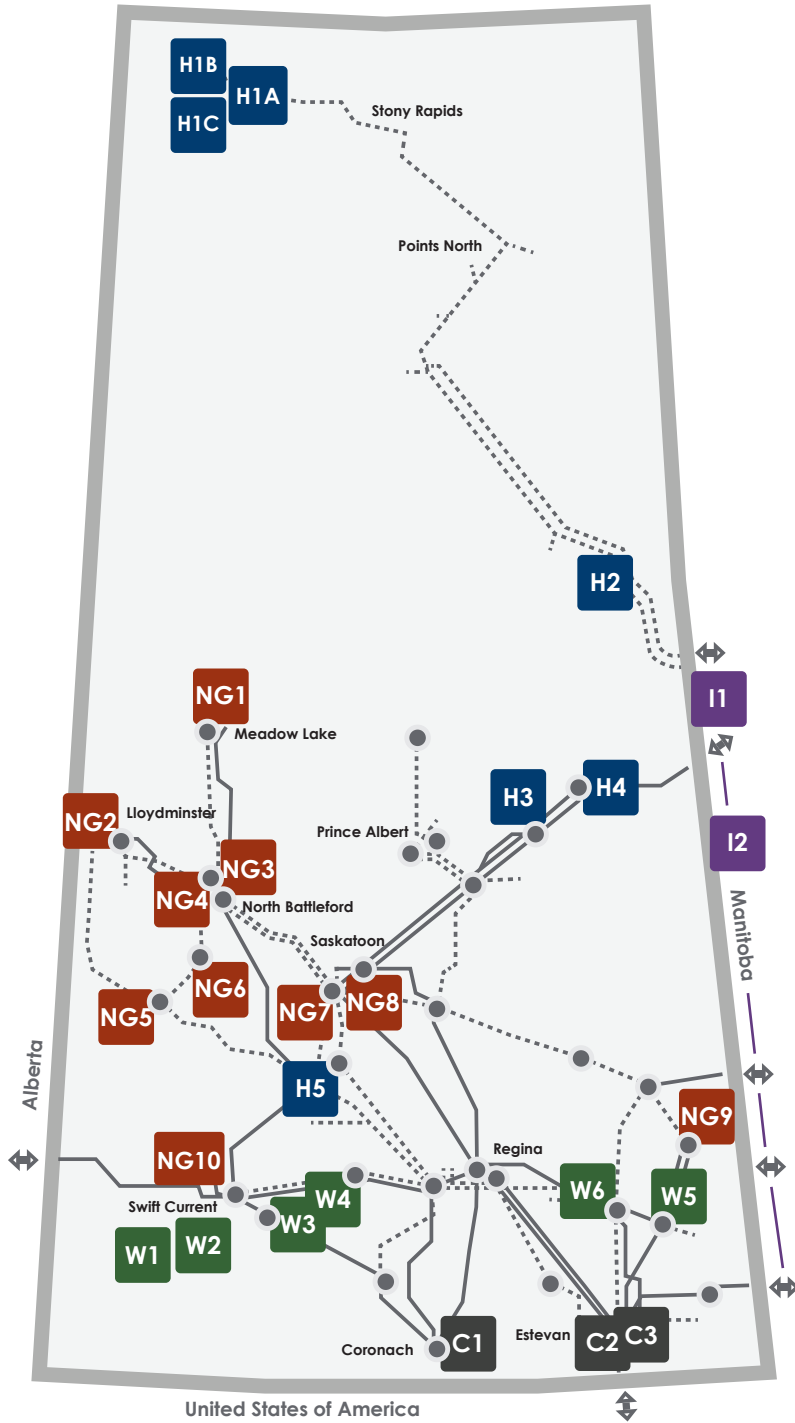 H1B
H1A
H1C
Stony Rapids
Points North
H2
NG1
I1
Meadow Lake
H3
H4
NG2
Lloydminster
Prince Albert
I2
NG3
NG4
North Battleford
Manitoba
Saskatoon
NG5
NG6
NG7
NG8
Alberta
H5
NG9
NG10
Regina
Swift Current
W4
W6
W5
W3
W1
W2
Coronach
C1
Estevan
C2
C3
United States of America